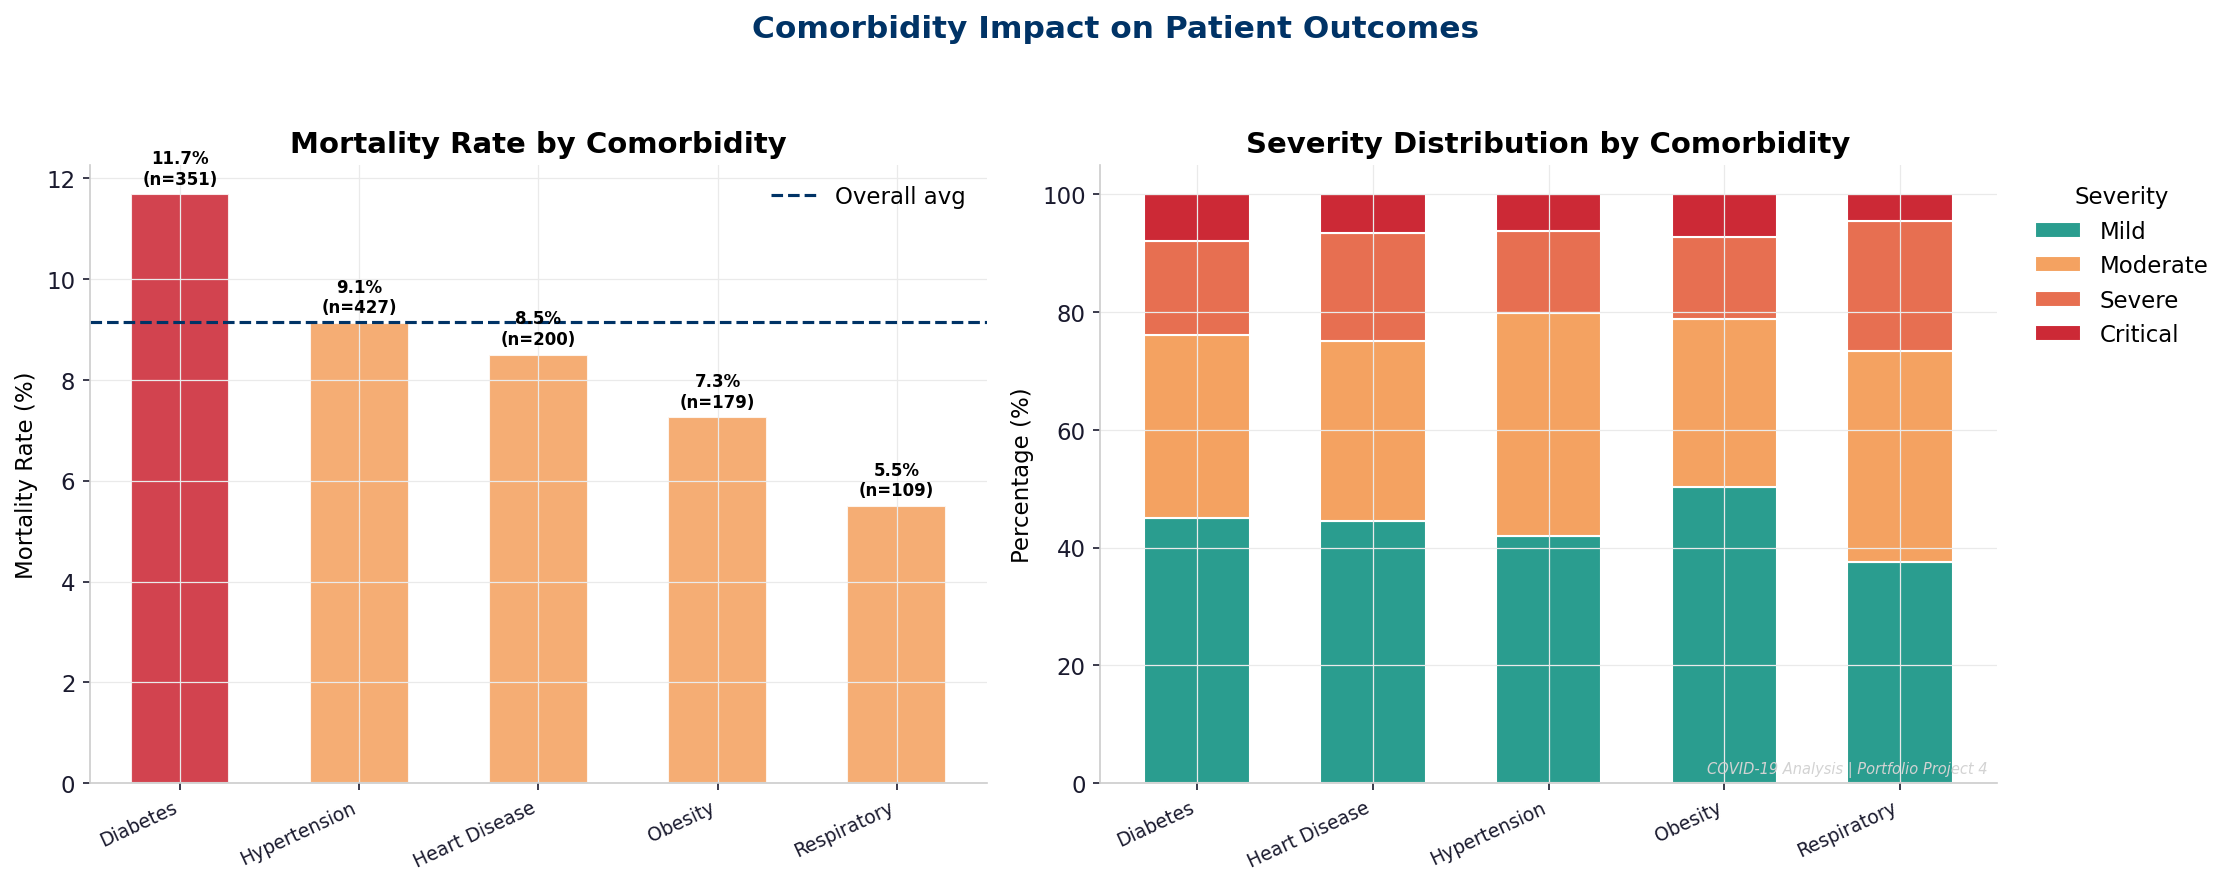 Comorbidity Impact on Patient Outcomes
Mortality Rate by Comorbidity
Mortality Rate (%)
12
10
8
6
4
2
0
11.7%
(n=351)
9.1%
(n=427)
8.5%
(n=200)
7.3%
(n=179)
5.5%
(n=109)
Overall avg
Diabetes
Hypertension
Heart Disease
Obesity
Respiratory
Severity Distribution by Comorbidity
Percentage (%)
100
80
60
40
20
0
Diabetes
Heart Disease
Hypertension
Obesity
Respiratory
COVID-19 Analysis | Portfolio Project 4
Severity
Mild
Moderate
Severe
Critical